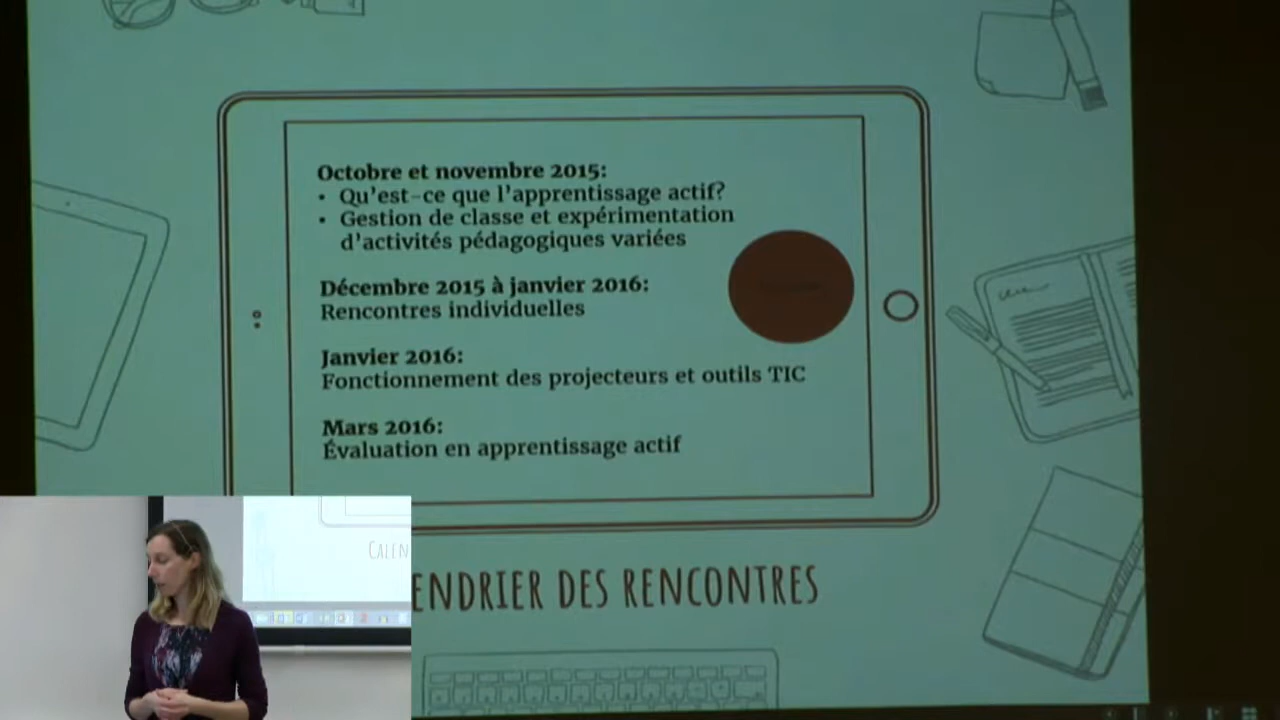 Octobre et novembre 2015:
• Qu'est-ce que l'apprentissage actif?
• Gestion de classe et expérimentation
d'activités pédagogiques variées
Décembre 2015 à janvier 2016:
Rencontres individuelles
Janvier 2016:
Fonctionnement des projecteurs et outils TIC
Mars 2016:
Évaluation en apprentissage actif
CALEN
ENDRIER DES RENCONTRES